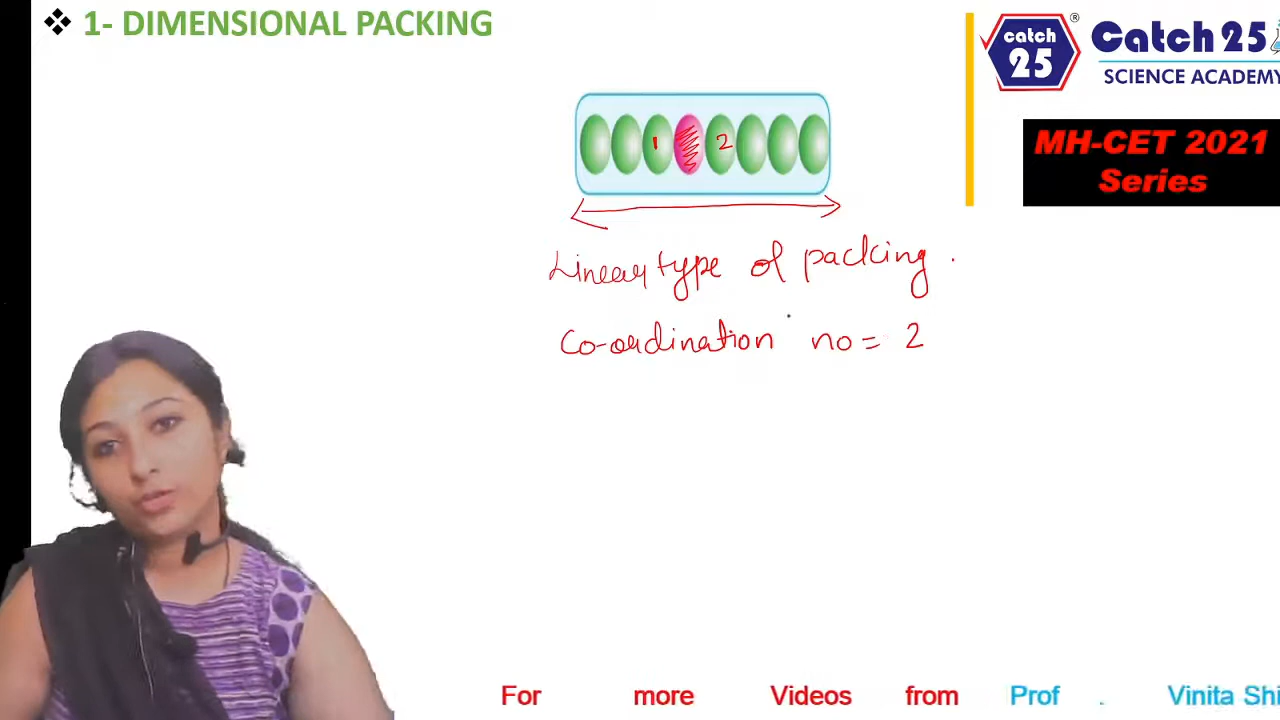 ❖ 1- DIMENSIONAL PACKING
catch
25
®
Catch 25
SCIENCE ACADEMY
MH-CET 2021
Series
1 2
Linear type of packing.
Co-ordination no = 2
For more Videos from Prof . Vinita Shi